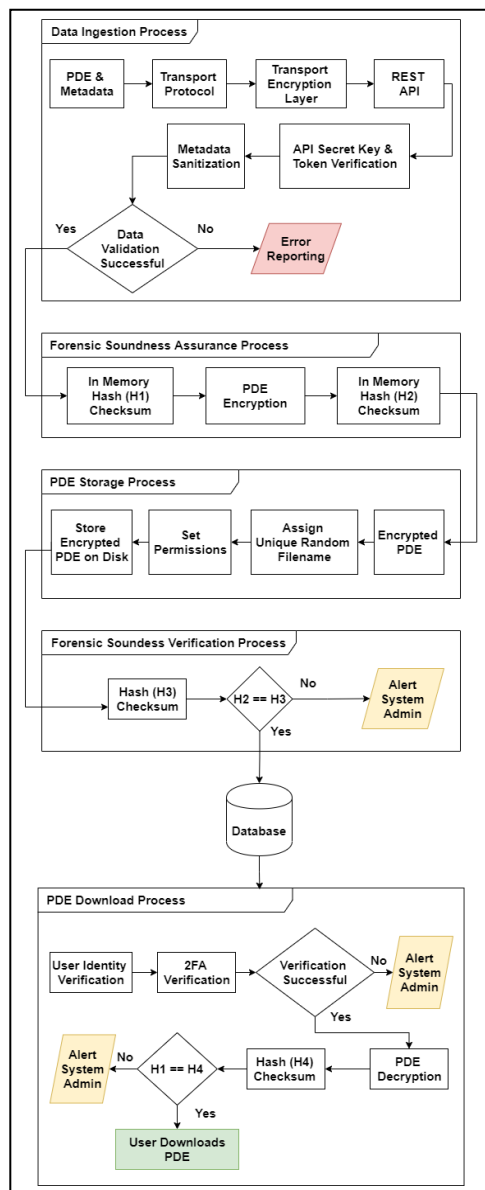 Data Ingestion Process
PDE &
Metadata
Transport
Protocol
Transport
Encryption
Layer
REST
API
Metadata
Sanitization
API Secret Key &
Token Verification
Yes
Data
Validation
Successful
No
Error
Reporting
Forensic Soundness Assurance Process
In Memory
Hash (H1)
Checksum
PDE
Encryption
In Memory
Hash (H2)
Checksum
PDE Storage Process
Store
Encrypted
PDE on Disk
Set
Permissions
Assign
Unique Random
Filename
Encrypted
PDE
Forensic Soundess Verification Process
Hash (H3)
Checksum
H2 == H3
No
Alert
System
Admin
Yes
Database
PDE Download Process
User Identity
Verification
2FA
Verification
Verification
Successful
No
Alert
System
Admin
Yes
Alert
System
Admin
No
H1 == H4
Hash (H4)
Checksum
PDE
Decryption
Yes
User Downloads
PDE